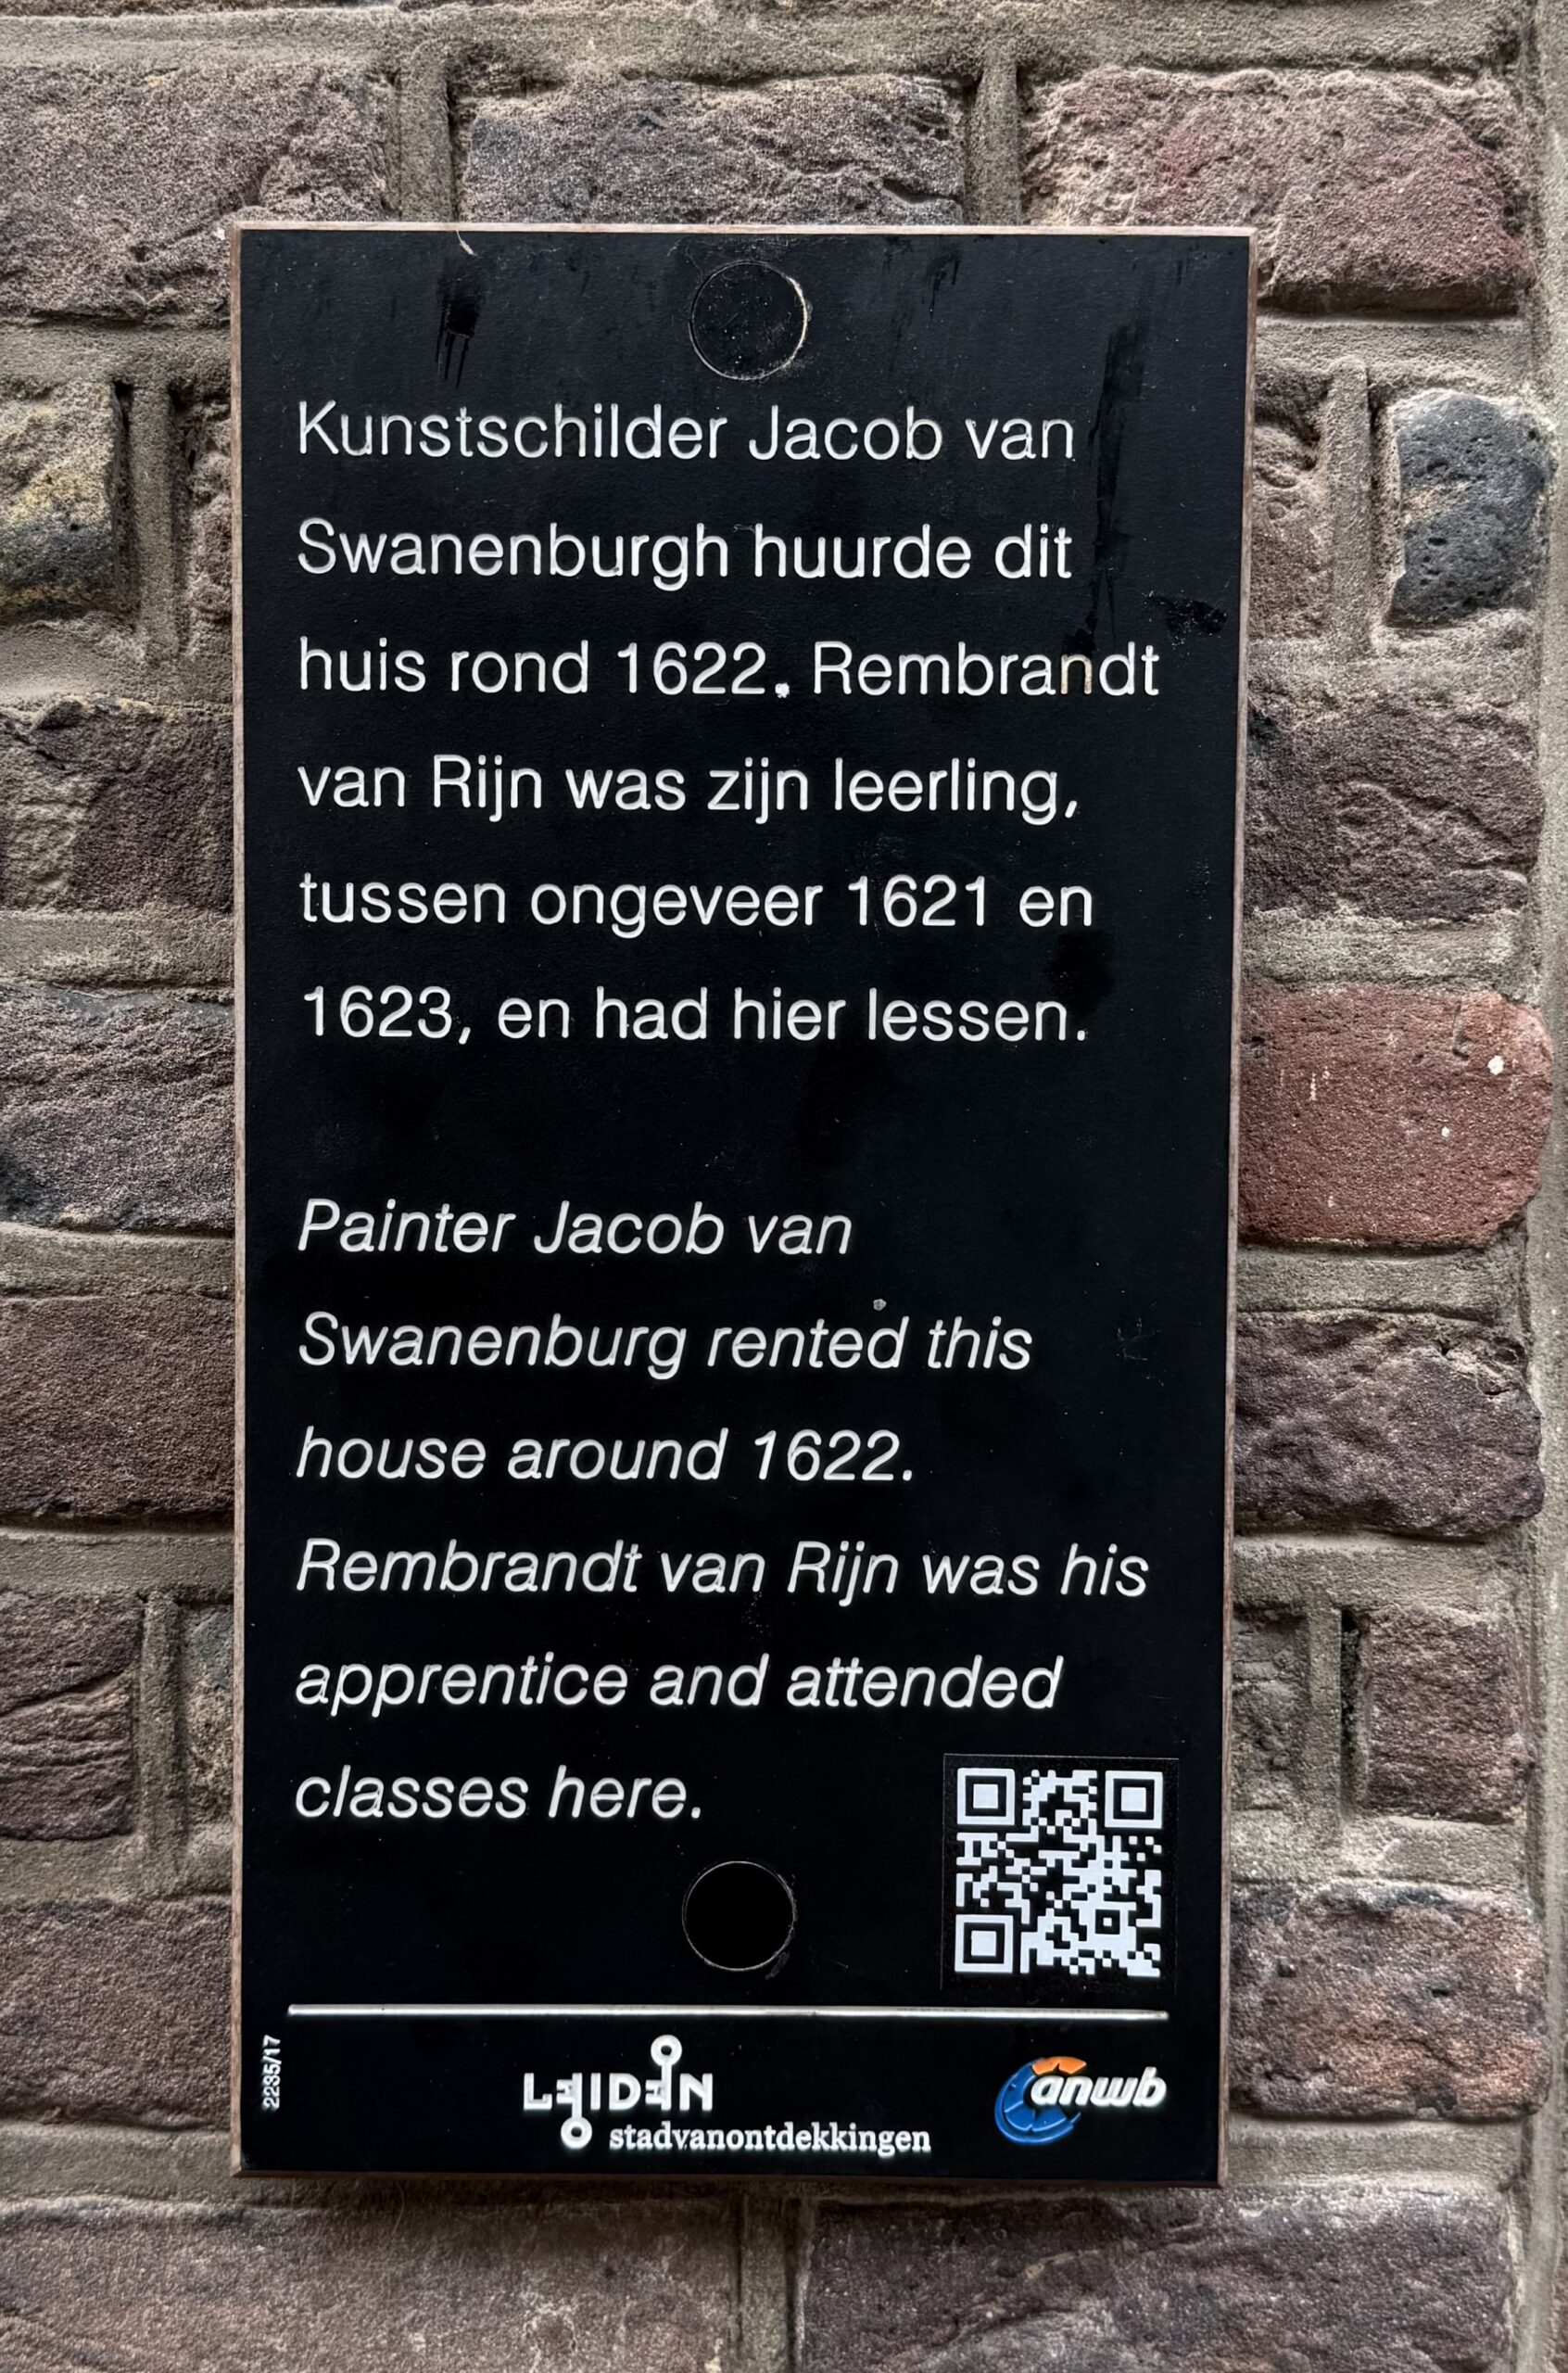 Kunstschilder Jacob van
Swanenburgh huurde dit
huis rond 1622. Rembrandt
van Rijn was zijn leerling,
tussen ongeveer 1621 en
1623, en had hier lessen.
Painter Jacob van
Swanenburg rented this
house around 1622.
Rembrandt van Rijn was his
apprentice and attended
classes here.
2235/17
LEIDEN
stadvanontdekkingen
anwb